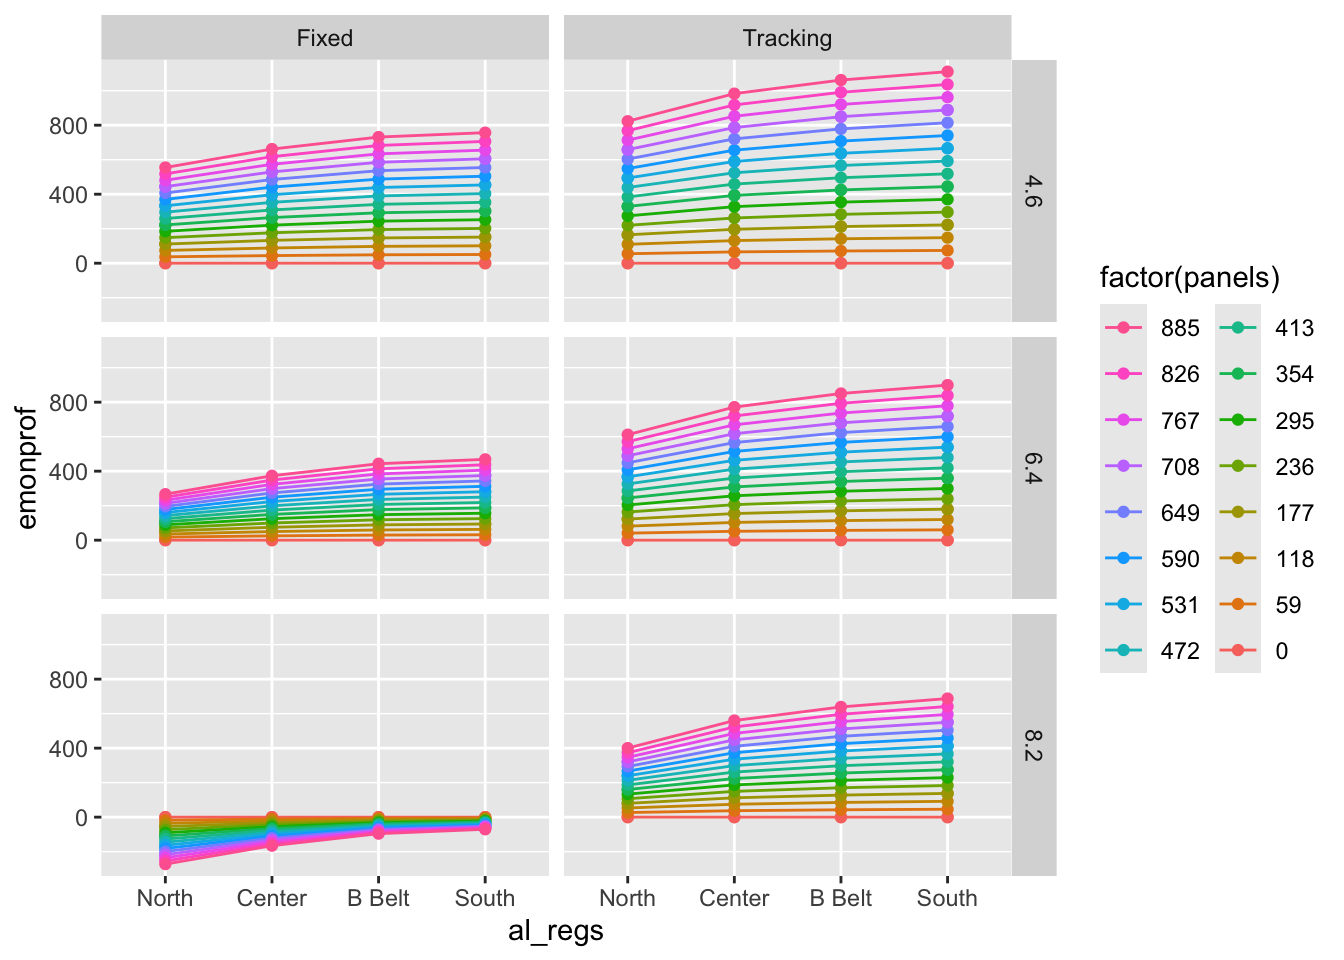 Fixed
Tracking
800
400
0
4.6
800
400
0
6.4
800
400
0
8.2
North
Center
B Belt
South
North
Center
B Belt
South
al_regs
emonprof
factor(panels)
885
826
767
708
649
590
531
472
413
354
295
236
177
118
59
0